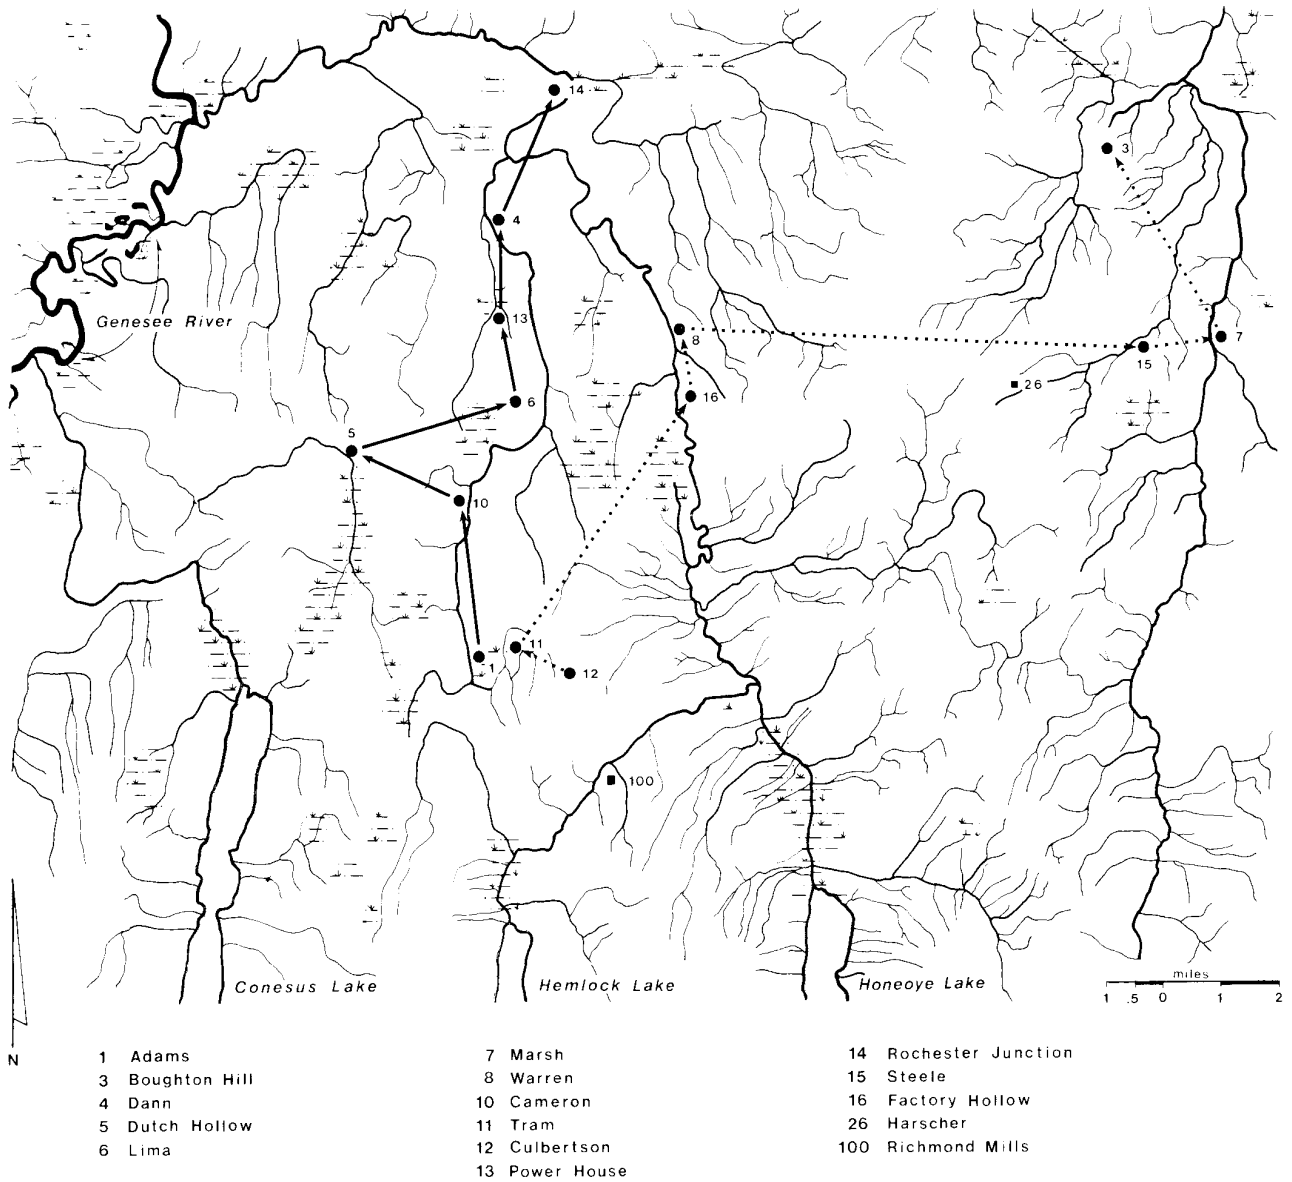 14
3
4
13
Genesee River
8
7
15
26
6
16
5
10
11
1
12
100
miles
1 .5 0 1 2
Conesus Lake
Hemlock Lake
Honeoye Lake
N
1 Adams
3 Boughton Hill
4 Dann
5 Dutch Hollow
6 Lima
7 Marsh
8 Warren
10 Cameron
11 Tram
12 Culbertson
13 Power House
14 Rochester Junction
15 Steele
16 Factory Hollow
26 Harscher
100 Richmond Mills